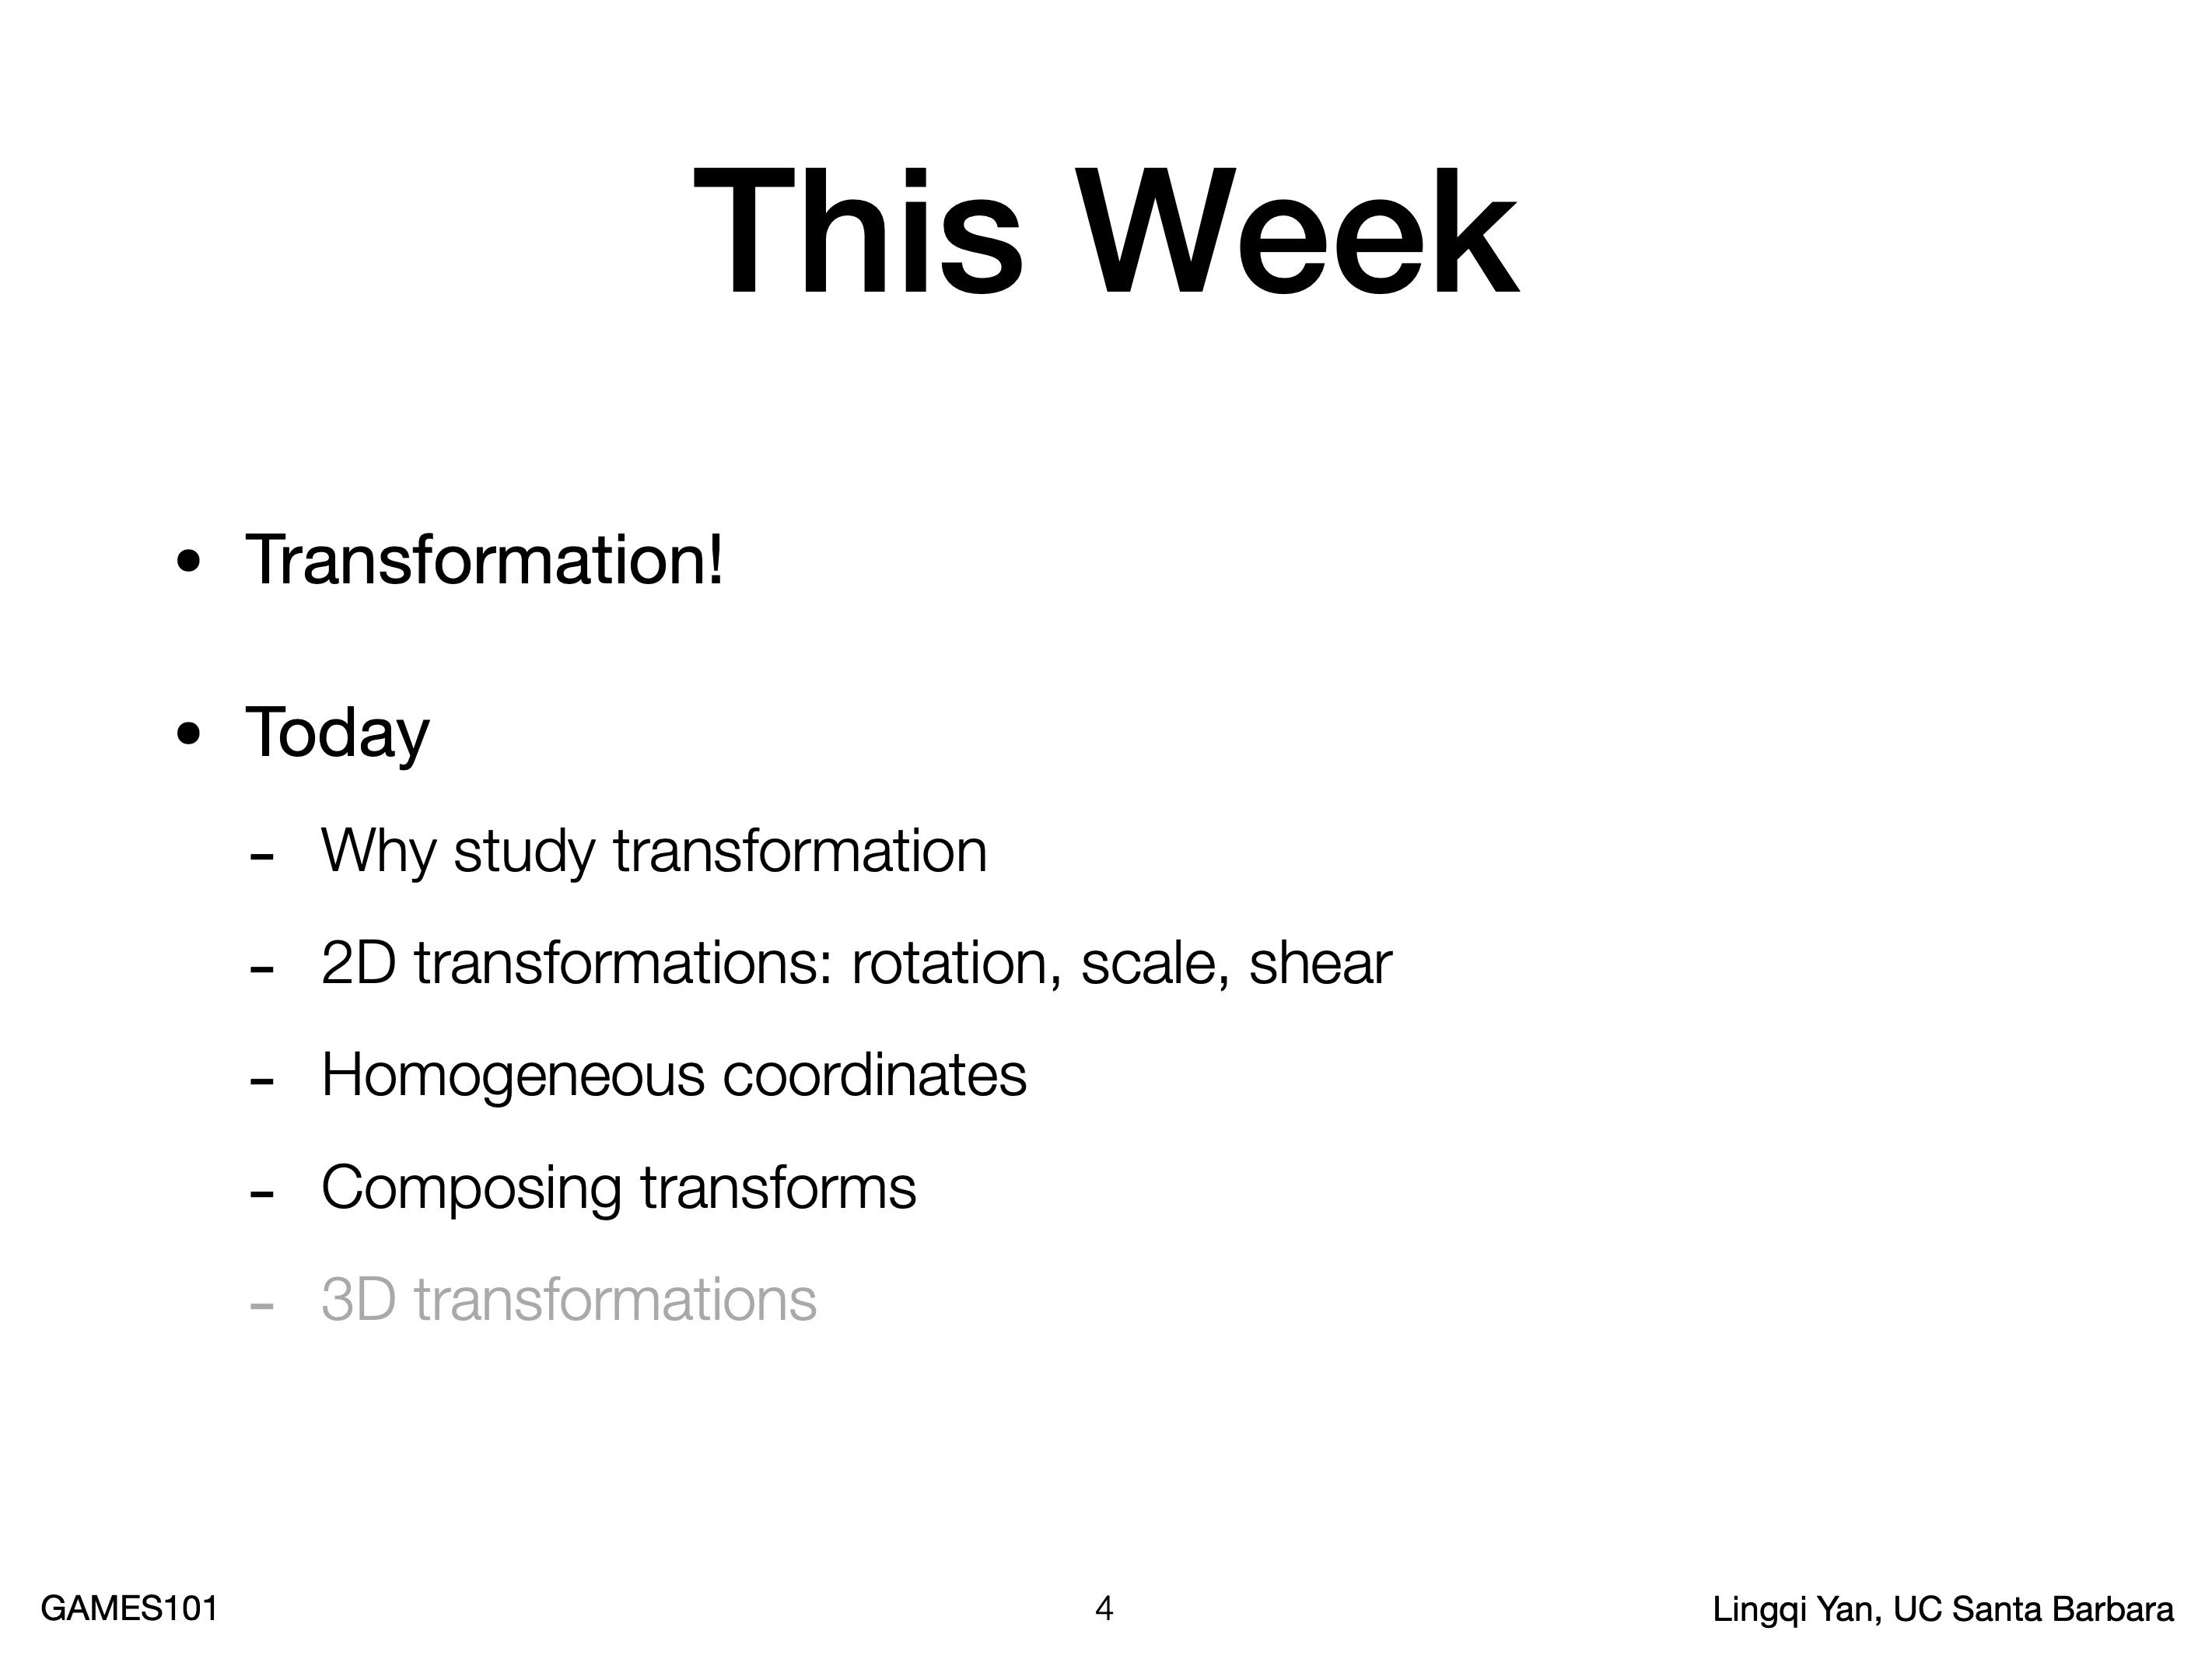 This Week
• Transformation!
• Today
- Why study transformation
- 2D transformations: rotation, scale, shear
- Homogeneous coordinates
- Composing transforms
- 3D transformations
GAMES101
4
Lingqi Yan, UC Santa Barbara